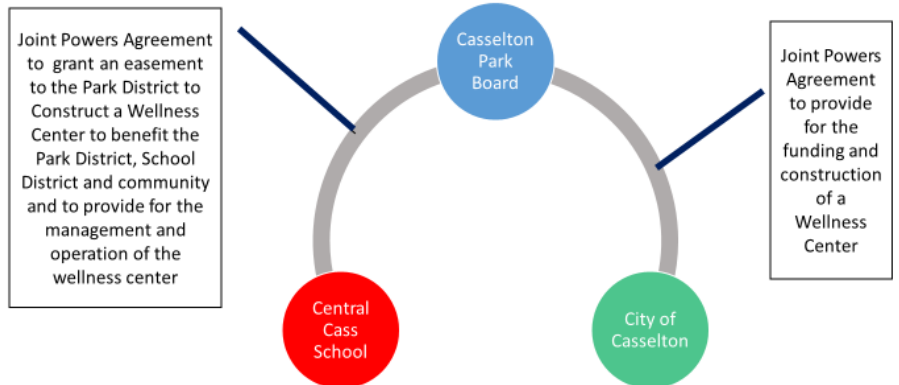 Joint Powers Agreement
to grant an easement
to the Park District to
Construct a Wellness
Center to benefit the
Park District, School
District and community
and to provide for the
management and
operation of the
wellness center
Casselton
Park
Board
Joint Powers
Agreement
to provide
for the
funding and
construction
of a
Wellness
Center
Central
Cass
School
City of
Casselton